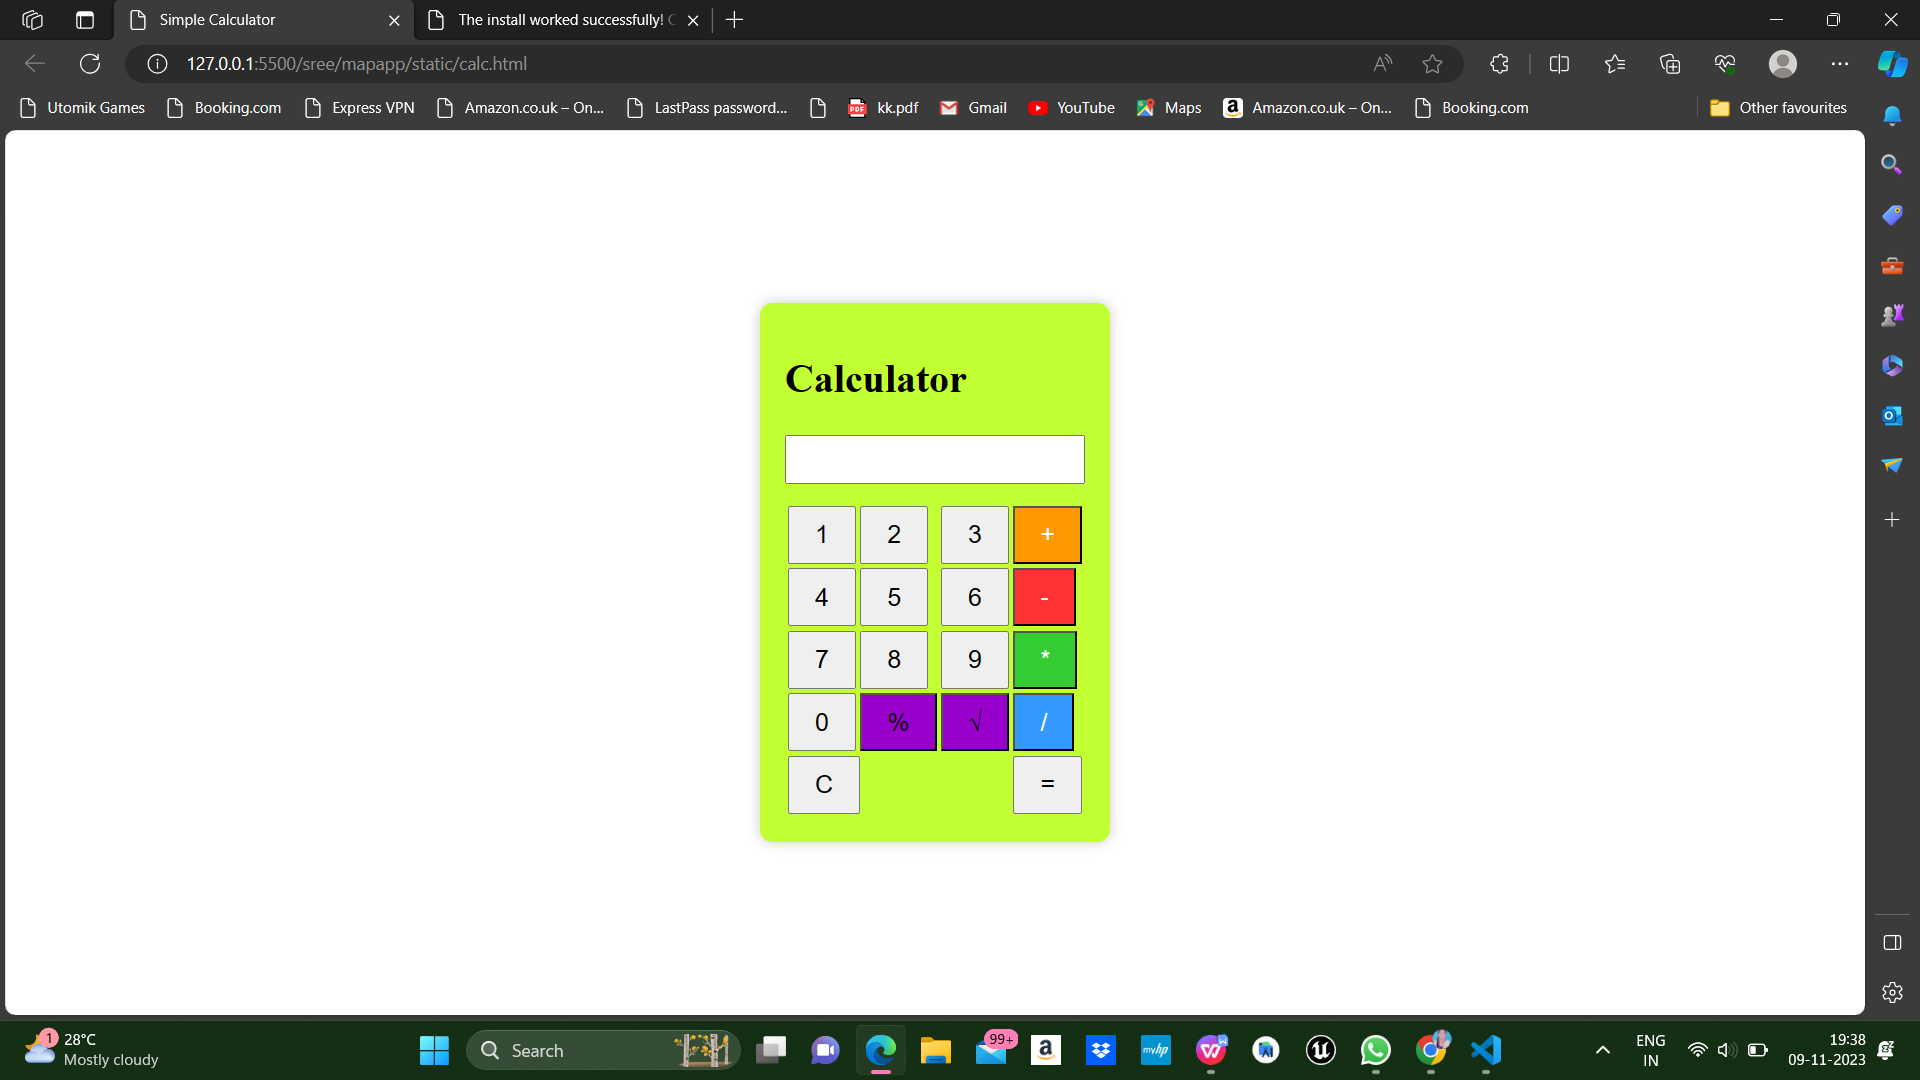 Simple Calculator
The install worked successfully! C
127.0.0.1:5500/sree/mapapp/static/calc.html
Utomik Games
Booking.com
Express VPN
Amazon.co.uk – On...
LastPass password...
PDF
kk.pdf
Gmail
YouTube
Maps
a
Amazon.co.uk – On...
Booking.com
Other favourites
Calculator
1 2 3 +
4 5 6 -
7 8 9 *
0 % √ /
C =
1
28°C
Mostly cloudy
Search
99+
a
myhp
W
ENG
IN
19:38
09-11-2023